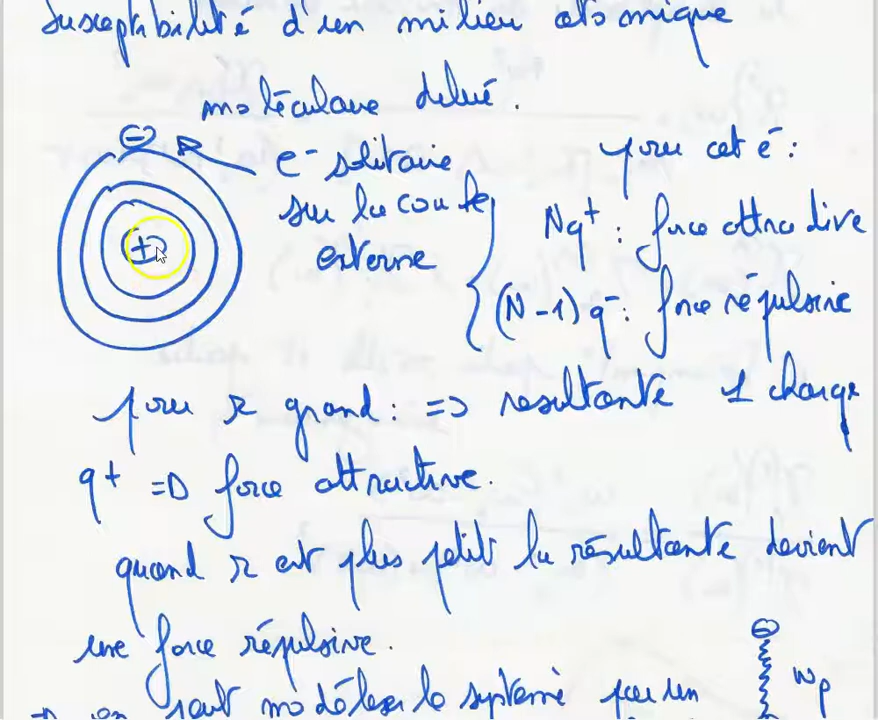 Susceptibilité d'un milieu atomique
moléculaire dilué.
e- solitaire
sur la couche
externe
pour cet é :
Nq+ : force attractive
(N-1) q- : force répulsive
pour r grand : => resultante 1 charge
q+ => force attractive.
quand r est plus petit la résultante devient
une force répulsive.
=> on peut modéliser le système par un
ωp